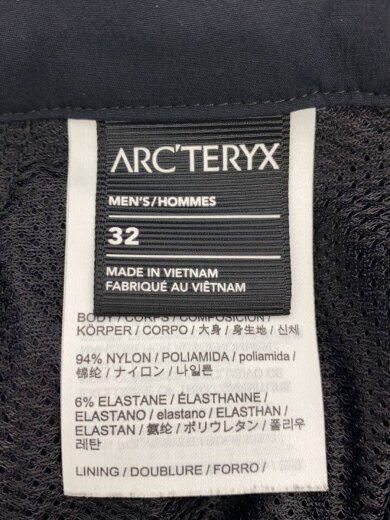 ARC'TERYX
MEN'S/HOMMES
32
MADE IN VIETNAM
FABRIQUÉ AU VIÊTNAM
BODY / CORPS / COMPOSICIÓN /
KÖRPER / CORPO / 大身 / 身生地 / 신체
94% NYLON / POLIAMIDA / poliamida /
锦纶 / ナイロン / 나일론
6% ELASTANE / ÉLASTHANNE /
ELASTANO / elastano / ELASTHAN /
ELASTAN / 氨纶 / ポリウレタン / 폴리우
레탄
LINING / DOUBLURE / FORRO /